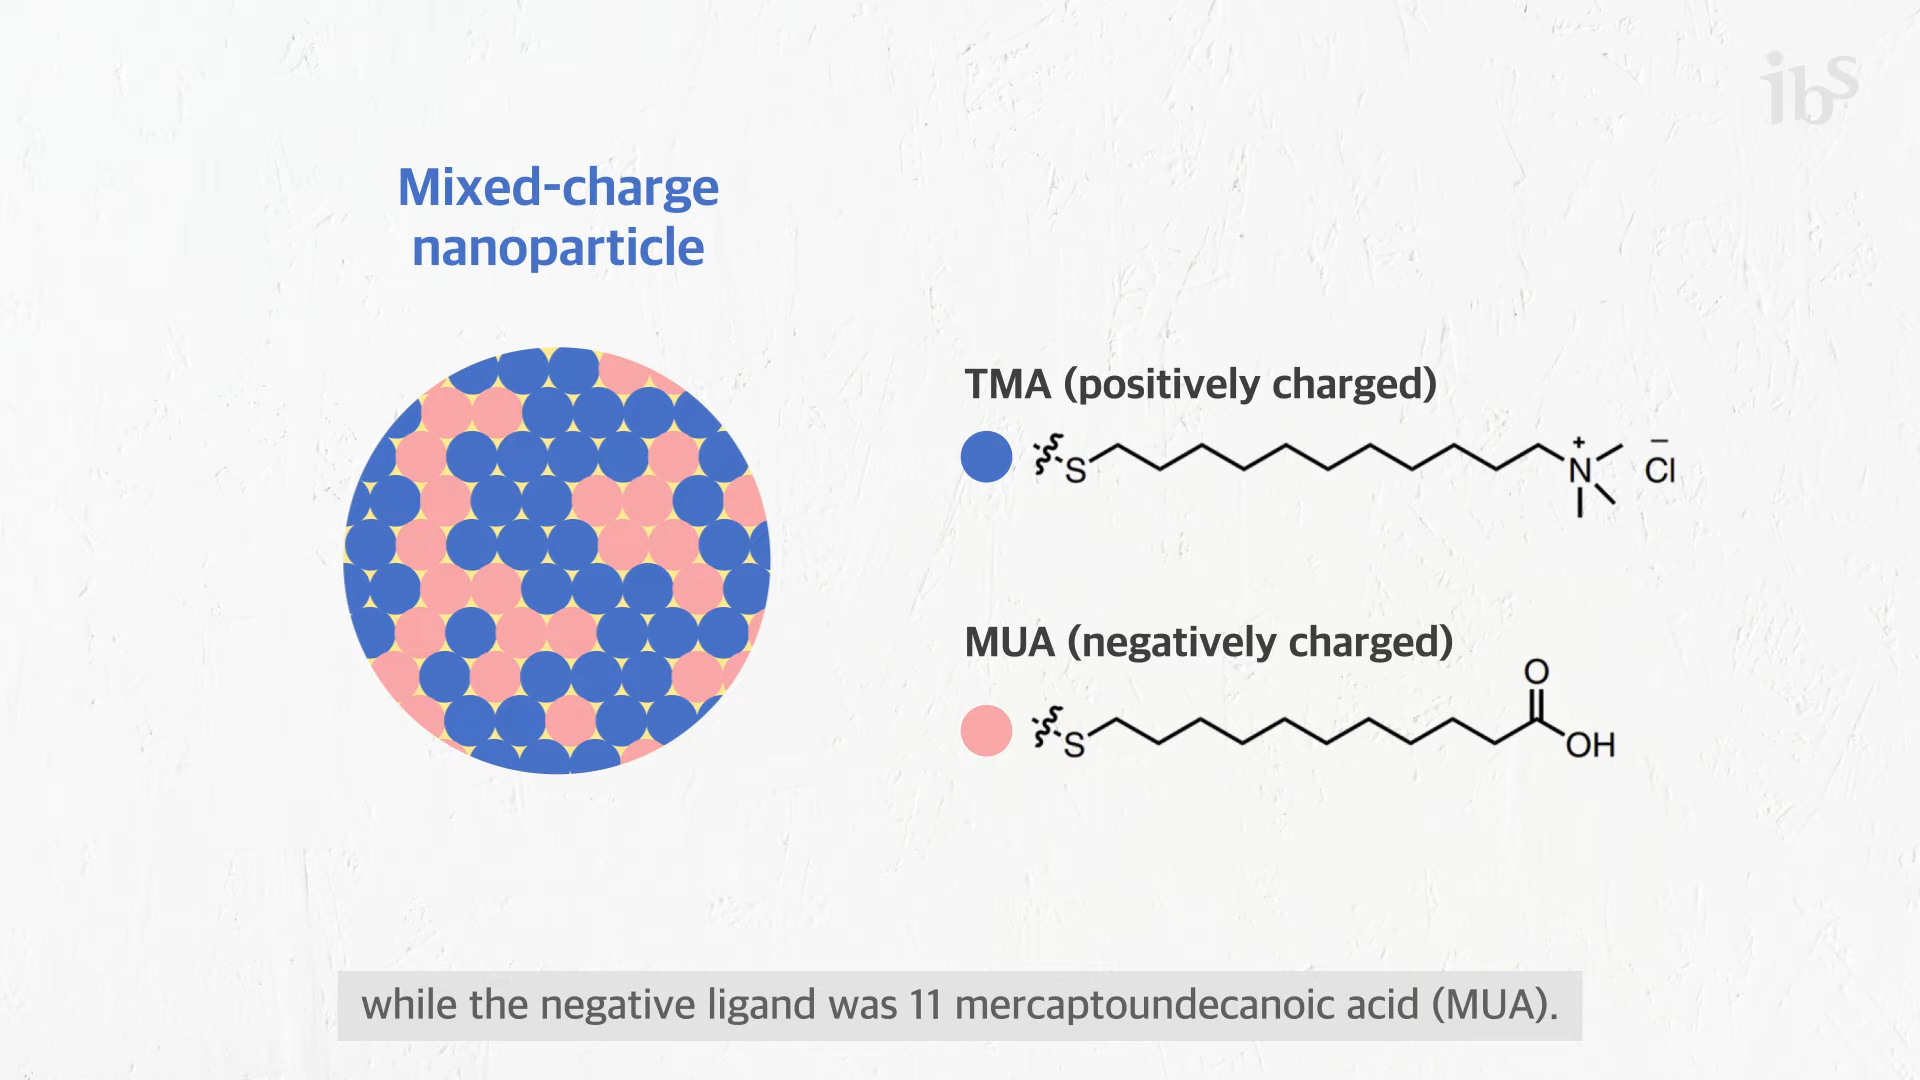 ibs
Mixed-charge
nanoparticle
TMA (positively charged)
S
+
N
−
Cl
MUA (negatively charged)
O
S
OH
while the negative ligand was 11 mercaptoundecanoic acid (MUA).